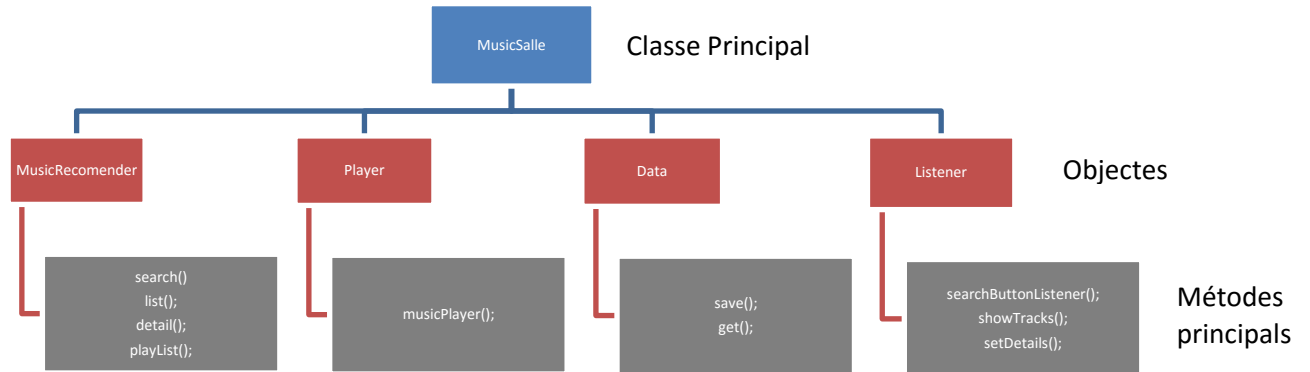 MusicSalle
Classe Principal
MusicRecomender
Player
Data
Listener
Objectes
search()
list();
detail();
playList();
musicPlayer();
save();
get();
searchButtonListener();
showTracks();
setDetails();
Métodes
principals